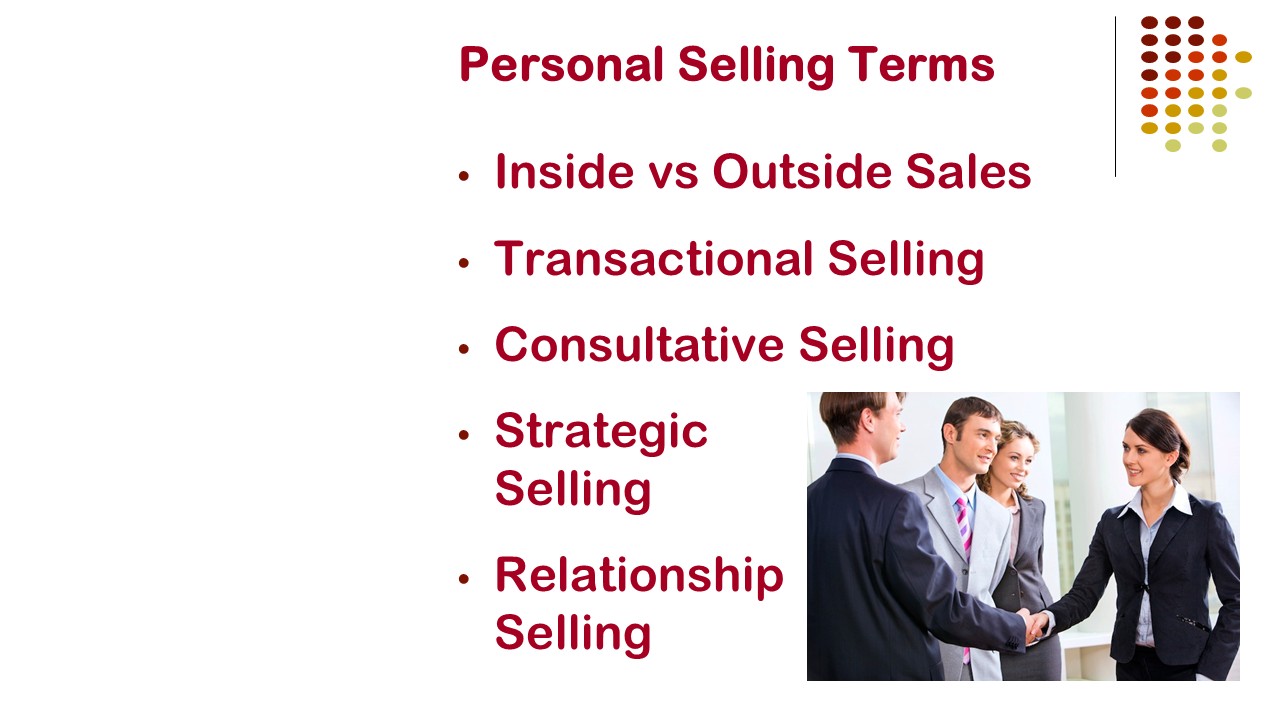 Personal Selling Terms
• Inside vs Outside Sales
• Transactional Selling
• Consultative Selling
• Strategic
Selling
• Relationship
Selling